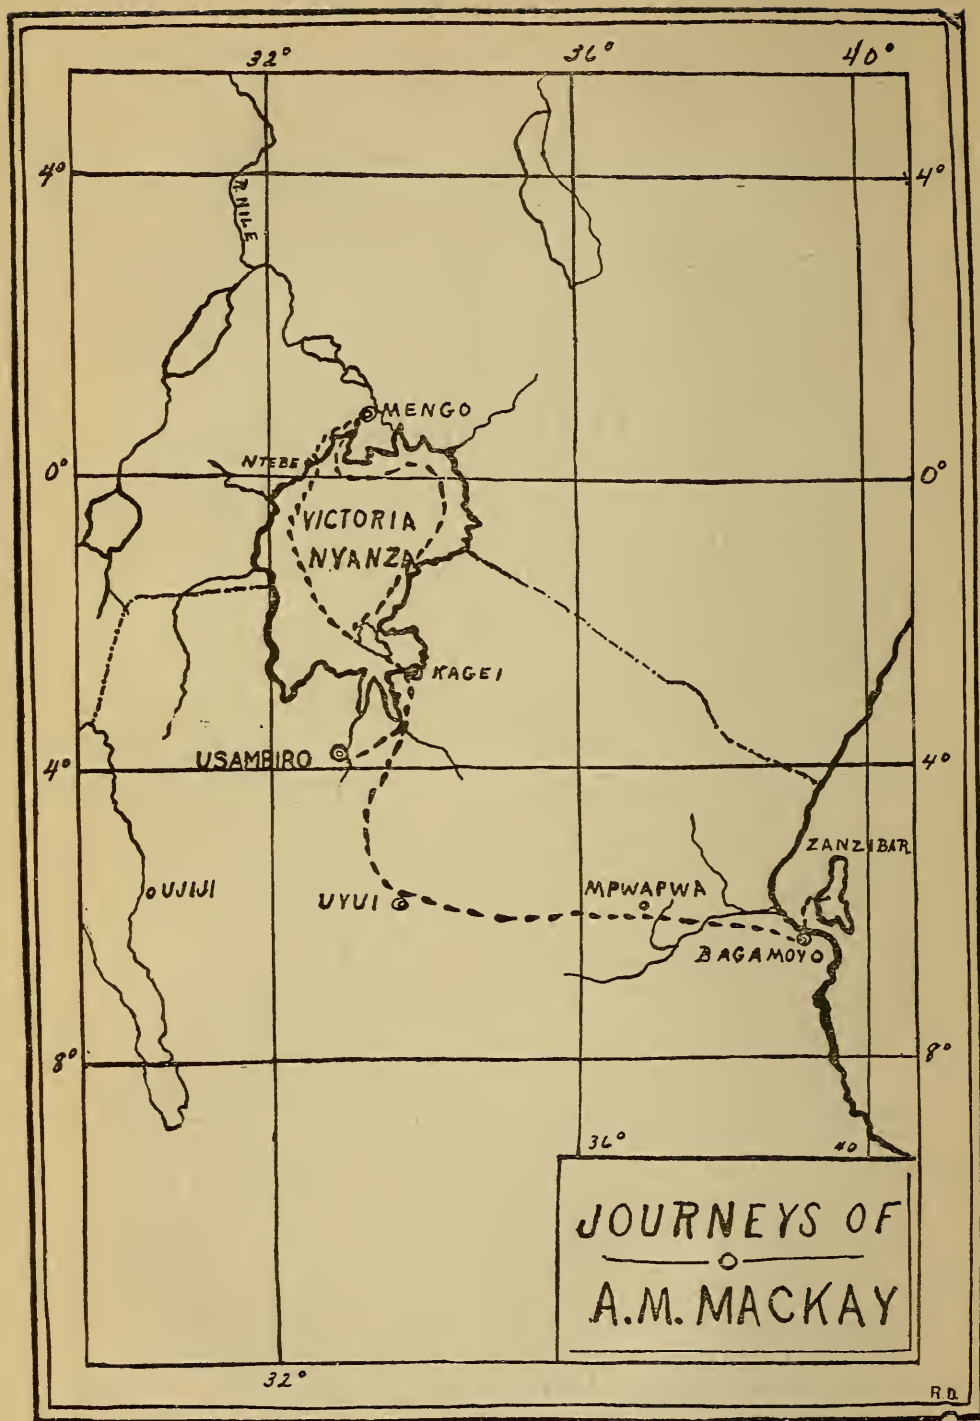 32° 36° 40°
4° 4°
R. NILE
MENGO
NTEBE
0° 0°
VICTORIA
NYANZA
KAGEI
USAMBIRO
4° 4°
ZANZIBAR
UJIJI
UYUI
MPWAPWA
BAGAMOYO
8° 8°
36° 40
JOURNEYS OF
A.M. MACKAY
32°
R.D.